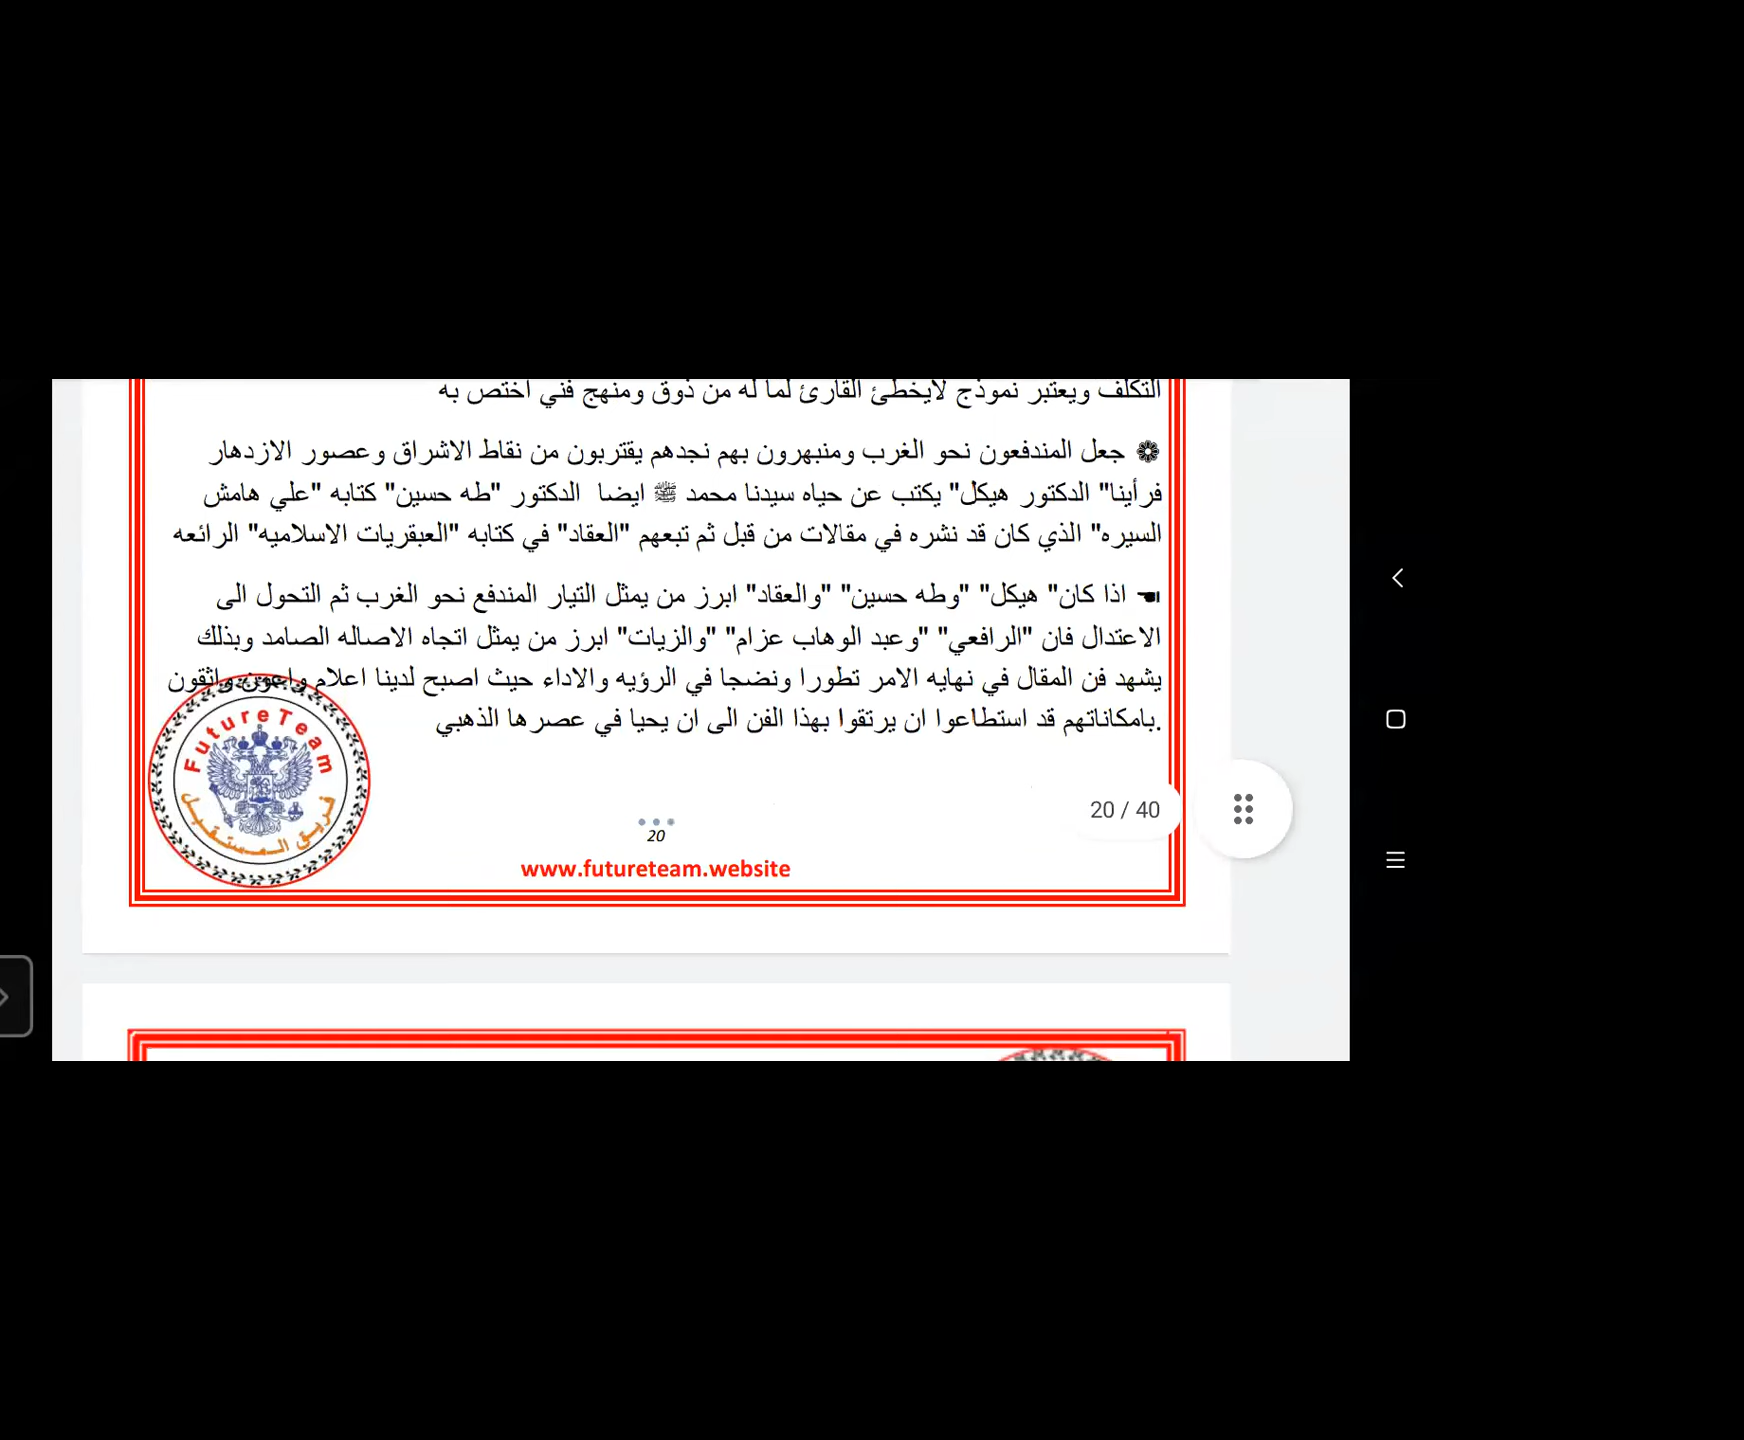 التكلف ويعتبر نموذج لايخطئ القارئ لما له من ذوق ومنهج فني اختص به
❁ جعل المندفعون نحو الغرب ومنبهرون بهم نجدهم يقتربون من نقاط الاشراق وعصور الازدهار
فرأينا" الدكتور هيكل" يكتب عن حياه سيدنا محمد ﷺ ايضا الدكتور "طه حسين" كتابه "علي هامش
السيره" الذي كان قد نشره في مقالات من قبل ثم تبعهم "العقاد" في كتابه "العبقريات الاسلاميه" الرائعه
☚ اذا كان" هيكل" "وطه حسين" "والعقاد" ابرز من يمثل التيار المندفع نحو الغرب ثم التحول الى
الاعتدال فان "الرافعي" "وعبد الوهاب عزام" "والزيات" ابرز من يمثل اتجاه الاصاله الصامد وبذلك
يشهد فن المقال في نهايه الامر تطورا ونضجا في الرؤيه والاداء حيث اصبح لدينا اعلام واعون واثقون
.بامكاناتهم قد استطاعوا ان يرتقوا بهذا الفن الى ان يحيا في عصرها الذهبي
FutureTeam
فريق المستقبل
20 / 40
20
www.futureteam.website